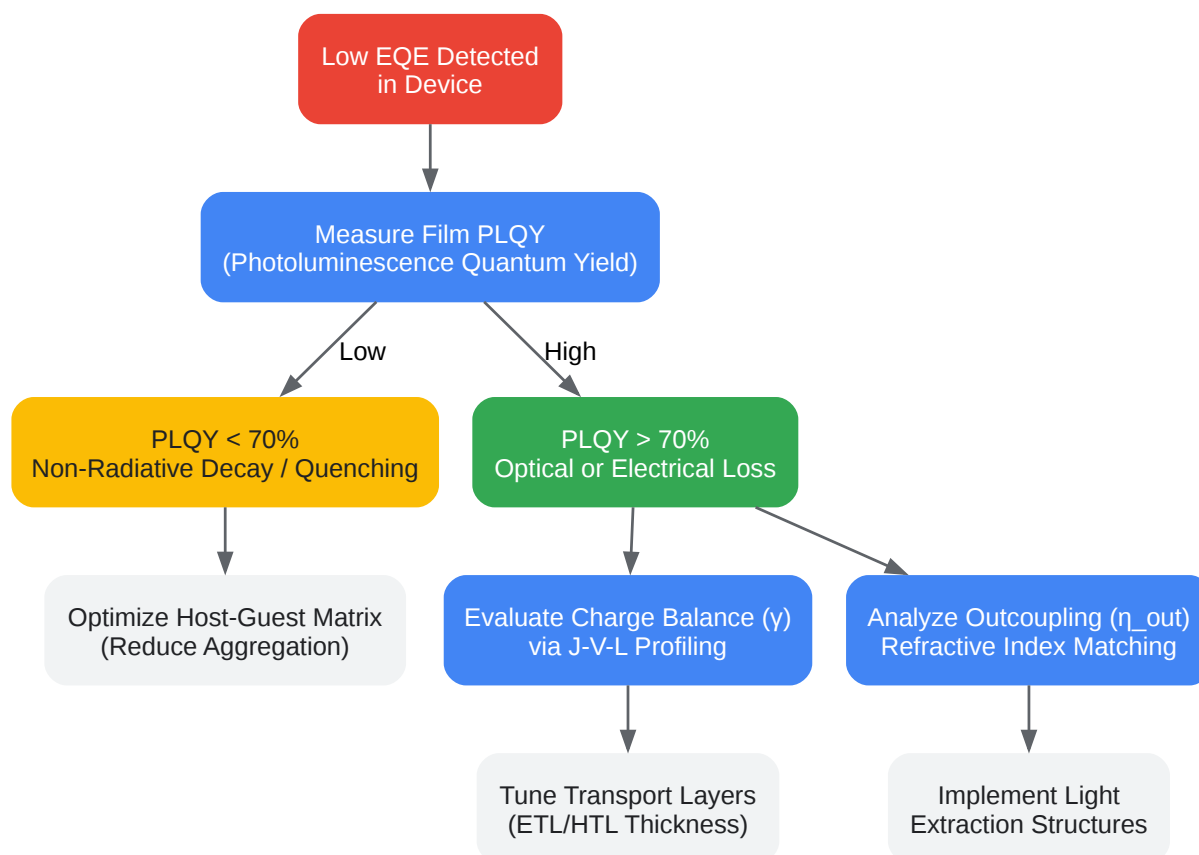 Low EQE Detected
in Device
Measure Film PLQY
(Photoluminescence Quantum Yield)
Low
High
PLQY < 70%
Non-Radiative Decay / Quenching
PLQY > 70%
Optical or Electrical Loss
Optimize Host-Guest Matrix
(Reduce Aggregation)
Evaluate Charge Balance (γ)
via J-V-L Profiling
Analyze Outcoupling (η_out)
Refractive Index Matching
Tune Transport Layers
(ETL/HTL Thickness)
Implement Light
Extraction Structures